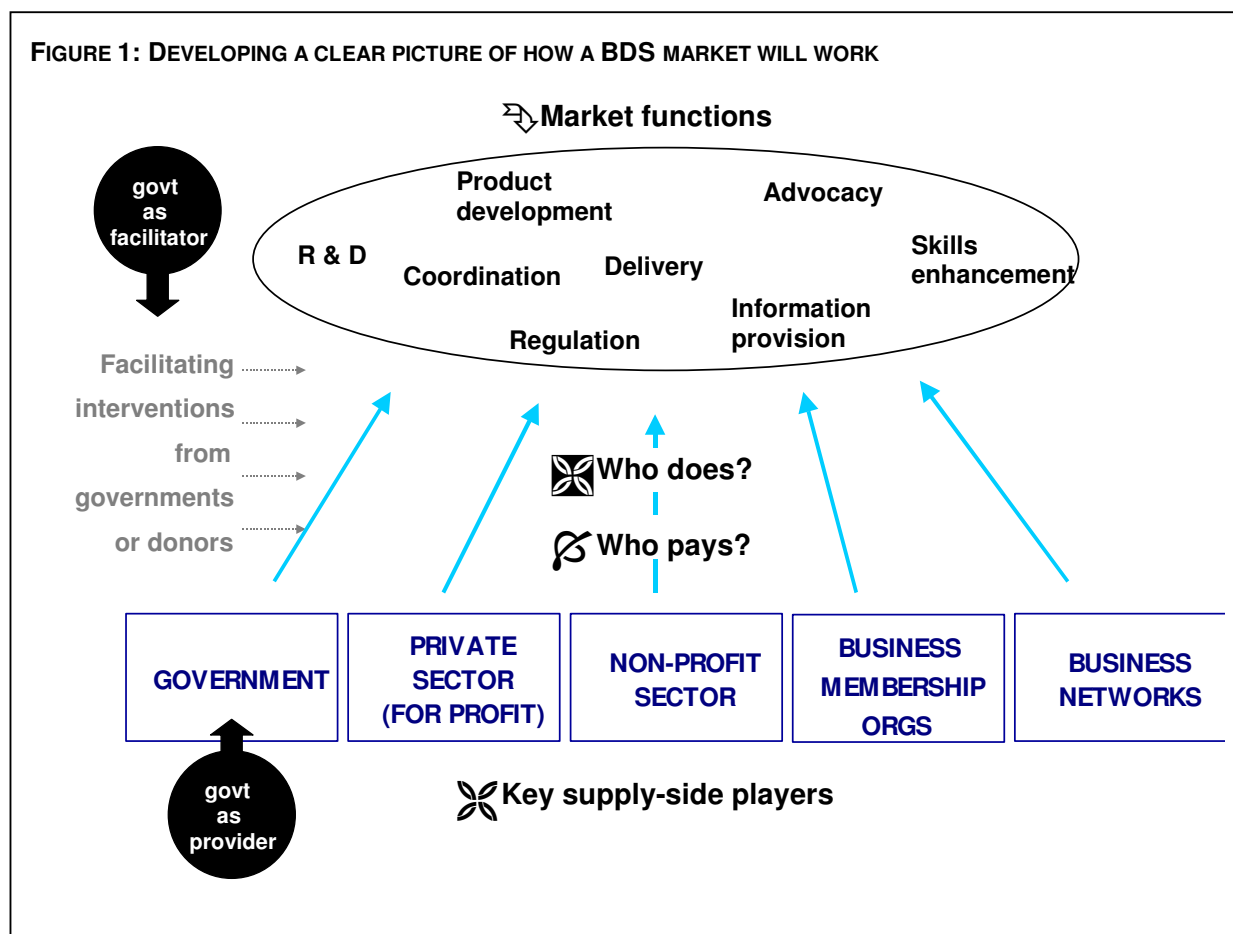 FIGURE 1: DEVELOPING A CLEAR PICTURE OF HOW A BDS MARKET WILL WORK
Market functions
govt
as
facilitator
Product
development
Advocacy
R & D
Coordination
Delivery
Skills
enhancement
Regulation
Information
provision
Facilitating
interventions
from
governments
or donors
Who does?
Who pays?
GOVERNMENT
PRIVATE
SECTOR
(FOR PROFIT)
NON-PROFIT
SECTOR
BUSINESS
MEMBERSHIP
ORGS
BUSINESS
NETWORKS
govt
as
provider
Key supply-side players